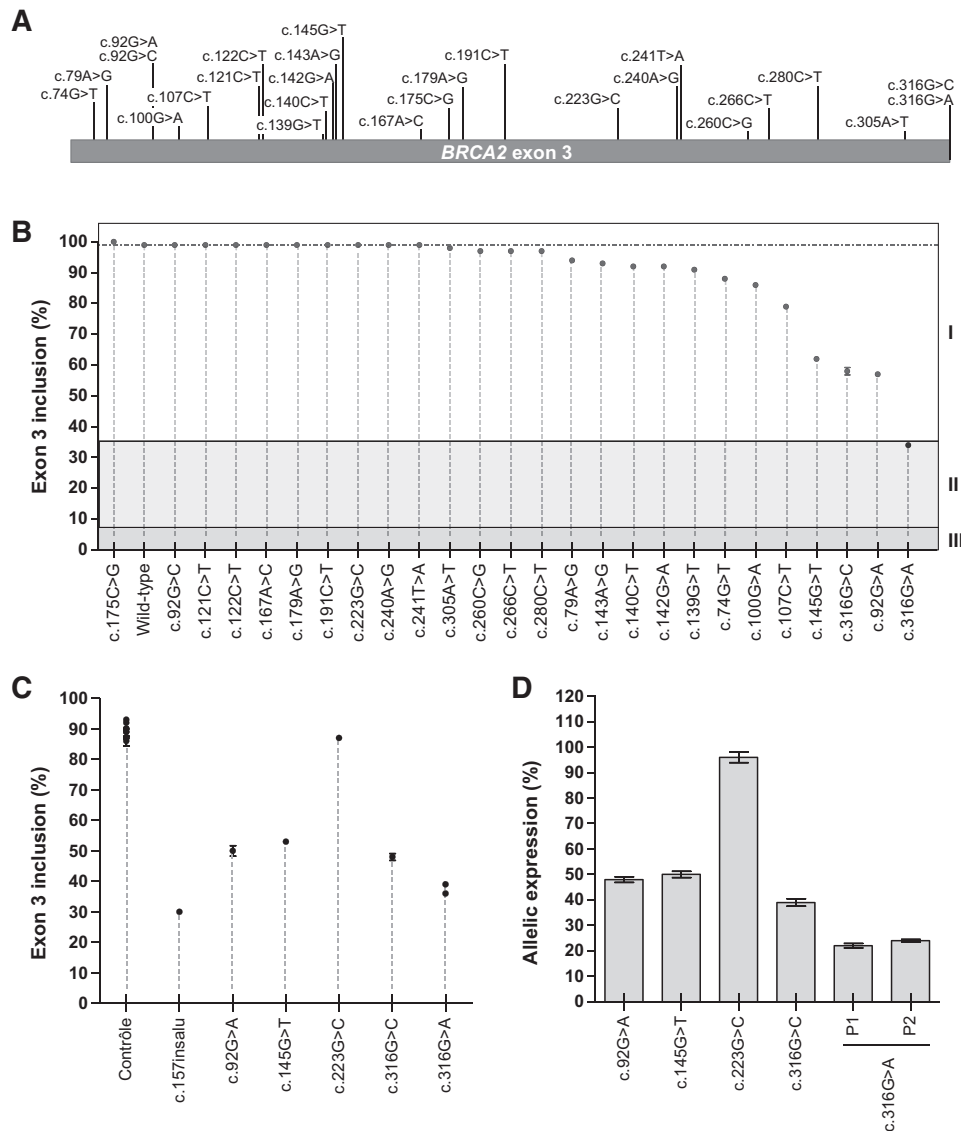 A
c.145G>T
c.92G>A
c.92G>C
c.122C>T
c.143A>G
c.191C>T
c.241T>A
c.79A>G
c.121C>T
c.142G>A
c.179A>G
c.240A>G
c.280C>T
c.316G>C
c.74G>T
c.107C>T
c.140C>T
c.175C>G
c.223G>C
c.266C>T
c.316G>A
c.100G>A
c.139G>T
c.167A>C
c.260C>G
c.305A>T
BRCA2 exon 3
B
Exon 3 inclusion (%)
100
90
80
70
60
50
40
30
20
10
0
I
II
III
c.175C>G
Wild-type
c.92G>C
c.121C>T
c.122C>T
c.167A>C
c.179A>G
c.191C>T
c.223G>C
c.240A>G
c.241T>A
c.305A>T
c.260C>G
c.266C>T
c.280C>T
c.79A>G
c.143A>G
c.140C>T
c.142G>A
c.139G>T
c.74G>T
c.100G>A
c.107C>T
c.145G>T
c.316G>C
c.92G>A
c.316G>A
C
Exon 3 inclusion (%)
100
90
80
70
60
50
40
30
20
10
0
Contrôle
c.157insalu
c.92G>A
c.145G>T
c.223G>C
c.316G>C
c.316G>A
D
Allelic expression (%)
120
110
100
90
80
70
60
50
40
30
20
10
0
c.92G>A
c.145G>T
c.223G>C
c.316G>C
P1
P2
c.316G>A